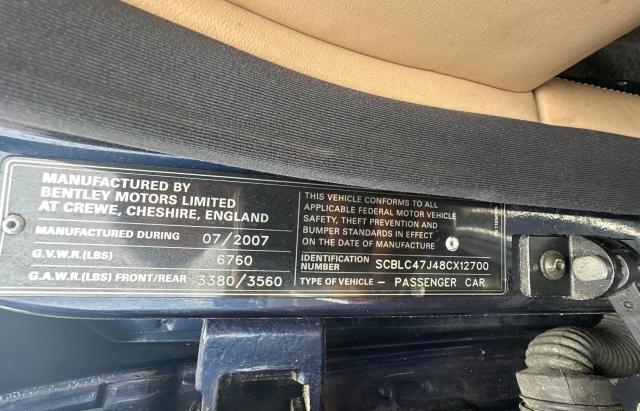 MANUFACTURED BY
BENTLEY MOTORS LIMITED
AT CREWE, CHESHIRE, ENGLAND
MANUFACTURED DURING 07/2007
G.V.W.R.(LBS) 6760
G.A.W.R.(LBS) FRONT/REAR 3380/3560
THIS VEHICLE CONFORMS TO ALL
APPLICABLE FEDERAL MOTOR VEHICLE
SAFETY, THEFT PREVENTION AND
BUMPER STANDARDS IN EFFECT
ON THE DATE OF MANUFACTURE
IDENTIFICATION
NUMBER SCBLC47J48CX12700
TYPE OF VEHICLE – PASSENGER CAR